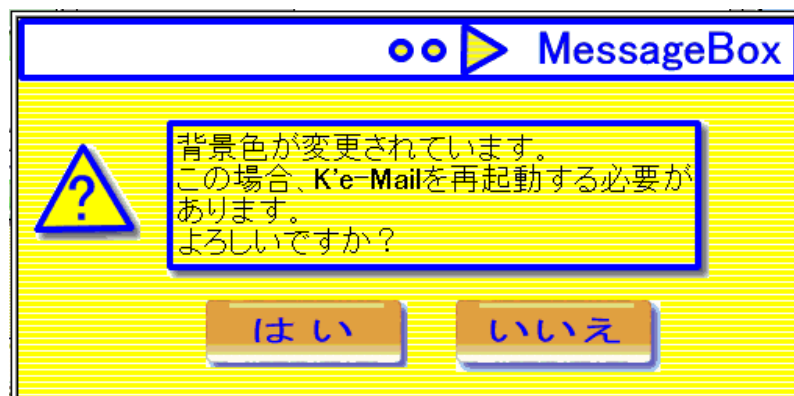 MessageBox
背景色が変更されています。
この場合、K'e-Mailを再起動する必要が
あります。
よろしいですか？
?
はい
いいえ